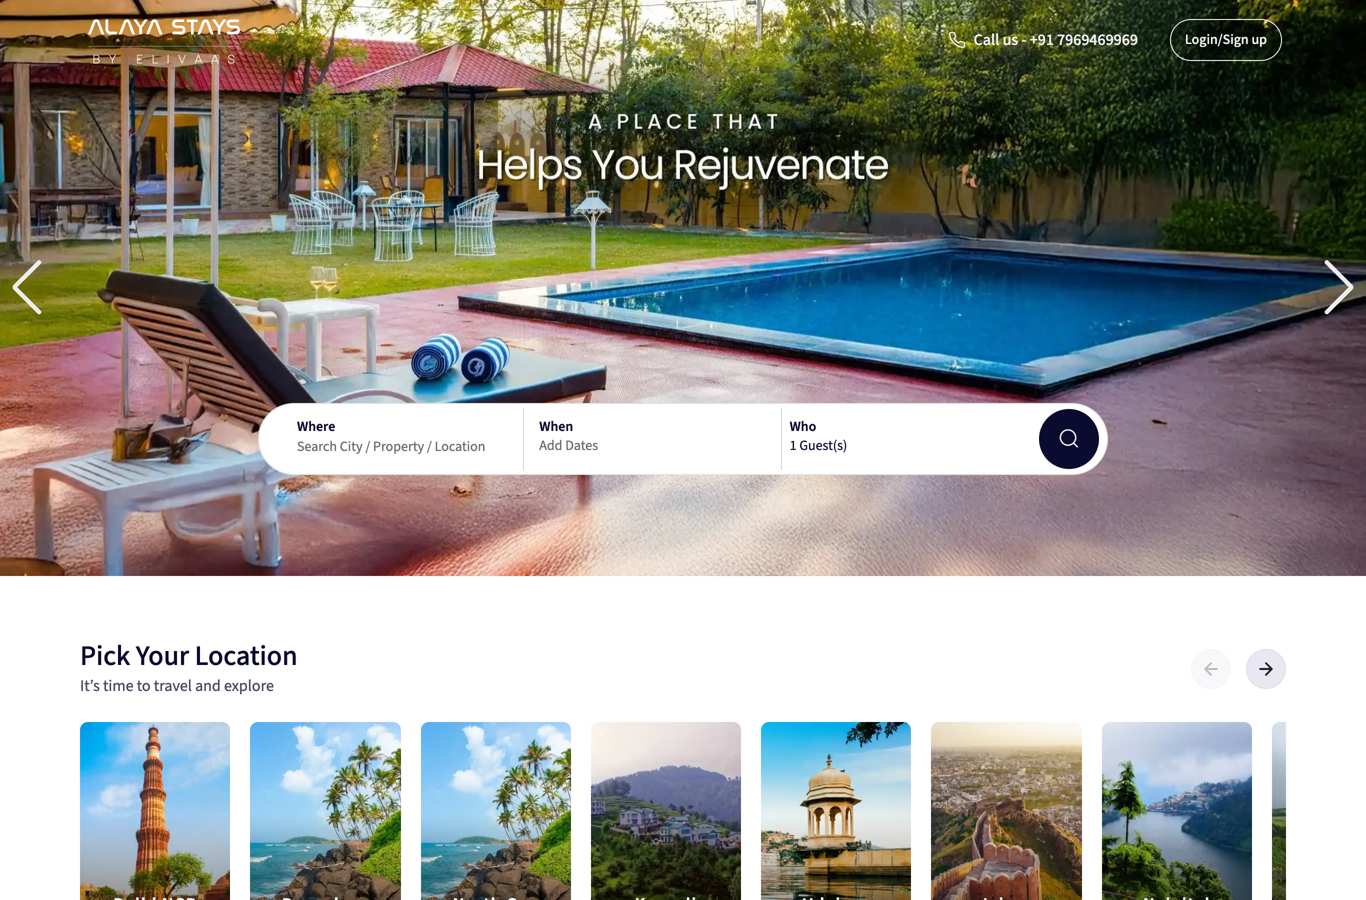 ALAYA STAYS
BY ELIVAAS
Call us - +91 7969469969
Login/Sign up
A PLACE THAT
Helps You Rejuvenate
Where
Search City / Property / Location
When
Add Dates
Who
1 Guest(s)
Pick Your Location
It's time to travel and explore